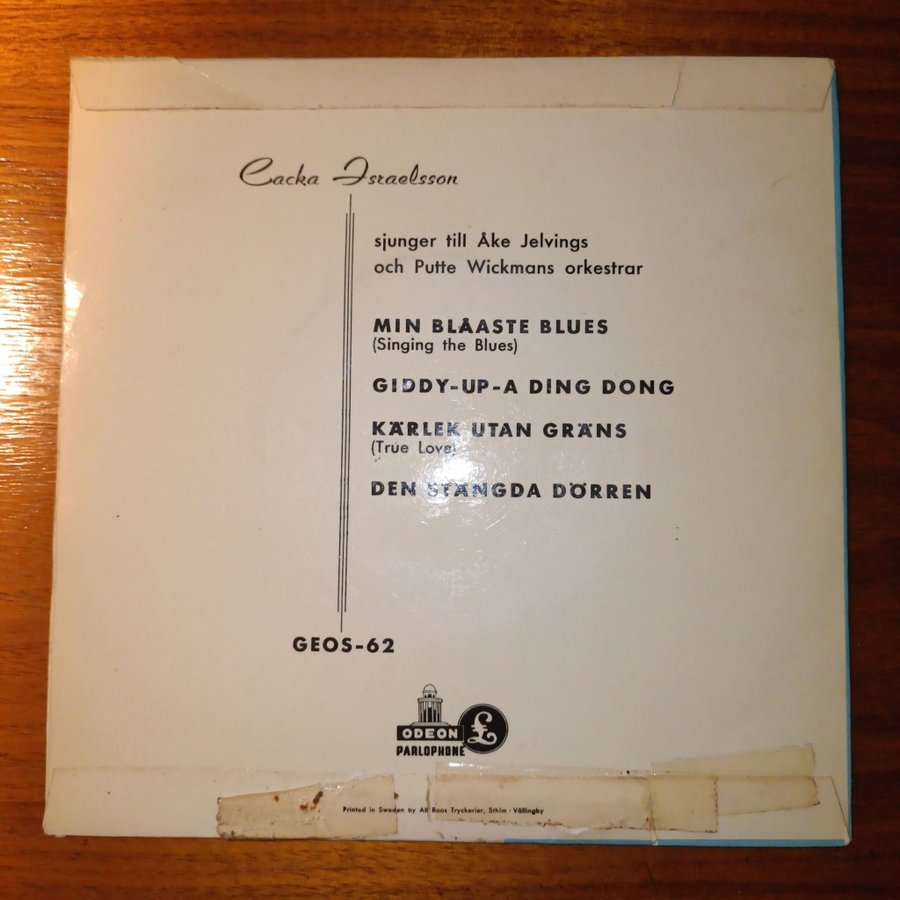 Cacka Israelsson
sjunger till Åke Jelvings
och Putte Wickmans orkestrar
MIN BLÅASTE BLUES
(Singing the Blues)
GIDDY-UP-A DING DONG
KÄRLEK UTAN GRÄNS
(True Love)
DEN STÄNGDA DÖRREN
GEOS-62
ODEON
£
PARLOPHONE
Printed in Sweden by AB Roos Tryckerier, Sthlm - Vällingby